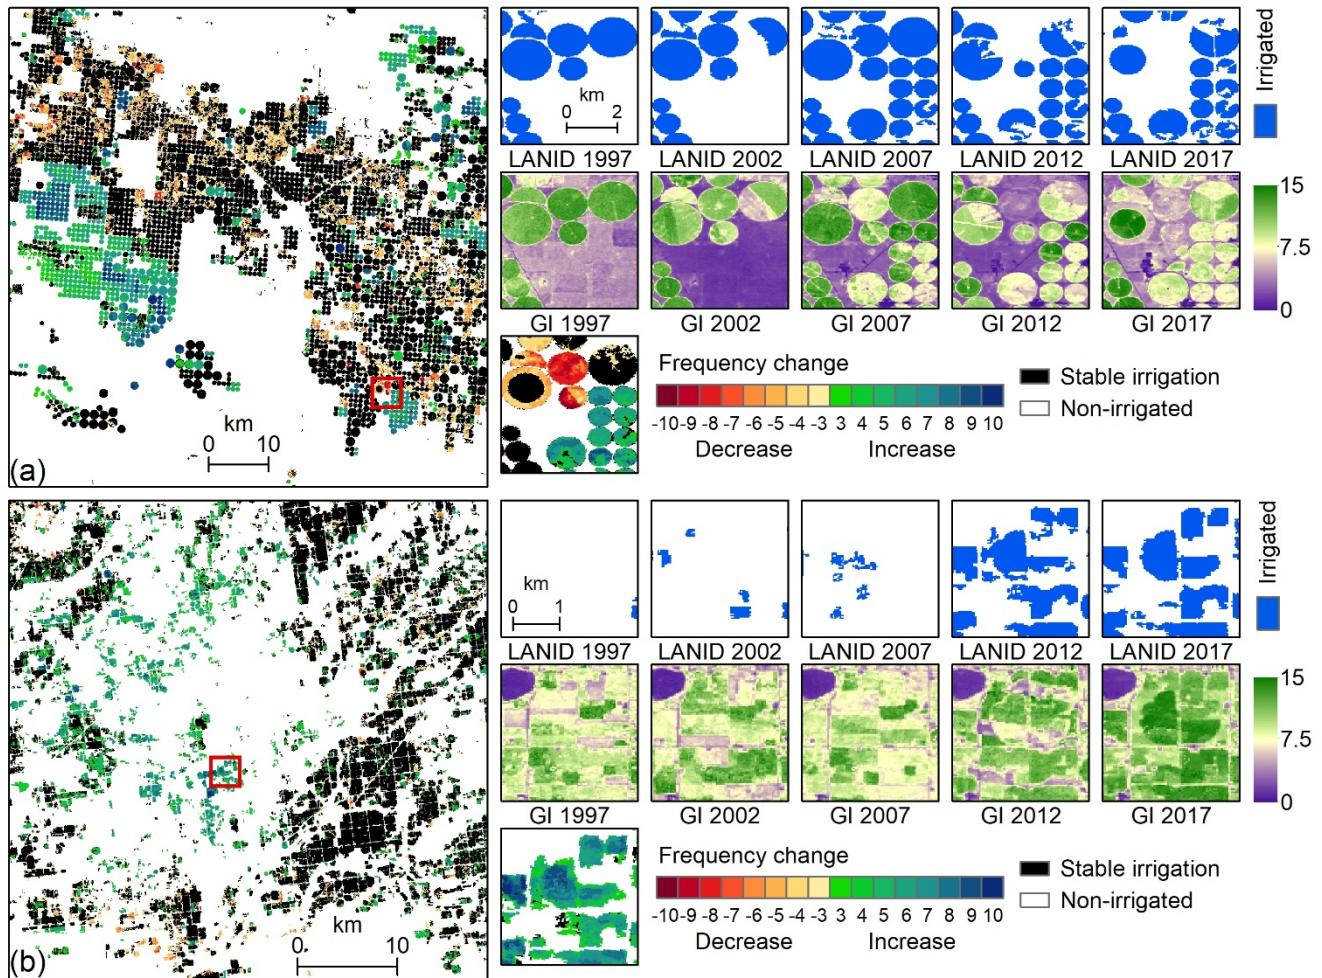 km
0 2
Irrigated
LANID 1997 LANID 2002 LANID 2007 LANID 2012 LANID 2017
15
7.5
0
GI 1997 GI 2002 GI 2007 GI 2012 GI 2017
Frequency change
-10 -9 -8 -7 -6 -5 -4 -3 3 4 5 6 7 8 9 10
Decrease Increase
Stable irrigation
Non-irrigated
km
0 10
(a)
km
0 1
Irrigated
LANID 1997 LANID 2002 LANID 2007 LANID 2012 LANID 2017
15
7.5
0
GI 1997 GI 2002 GI 2007 GI 2012 GI 2017
Frequency change
-10 -9 -8 -7 -6 -5 -4 -3 3 4 5 6 7 8 9 10
Decrease Increase
Stable irrigation
Non-irrigated
km
0 10
(b)